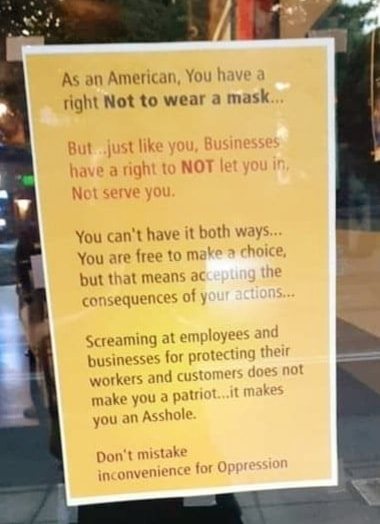 As an American, You have a
right Not to wear a mask...
But...just like you, Businesses
have a right to NOT let you in,
Not serve you.
You can't have it both ways...
You are free to make a choice,
but that means accepting the
consequences of your actions...
Screaming at employees and
businesses for protecting their
workers and customers does not
make you a patriot...it makes
you an Asshole.
Don't mistake
inconvenience for Oppression